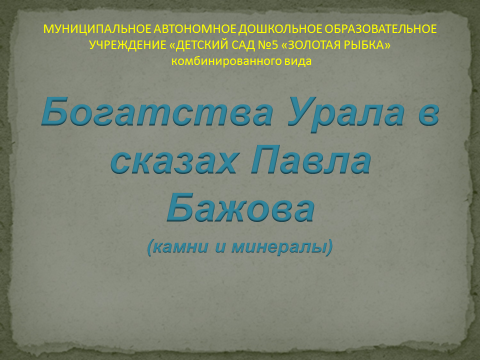 МУНИЦИПАЛЬНОЕ АВТОНОМНОЕ ДОШКОЛЬНОЕ ОБРАЗОВАТЕЛЬНОЕ
УЧРЕЖДЕНИЕ «ДЕТСКИЙ САД №5 «ЗОЛОТАЯ РЫБКА»
комбинированного вида
Богатства Урала в
сказах Павла
Бажова
(камни и минералы)